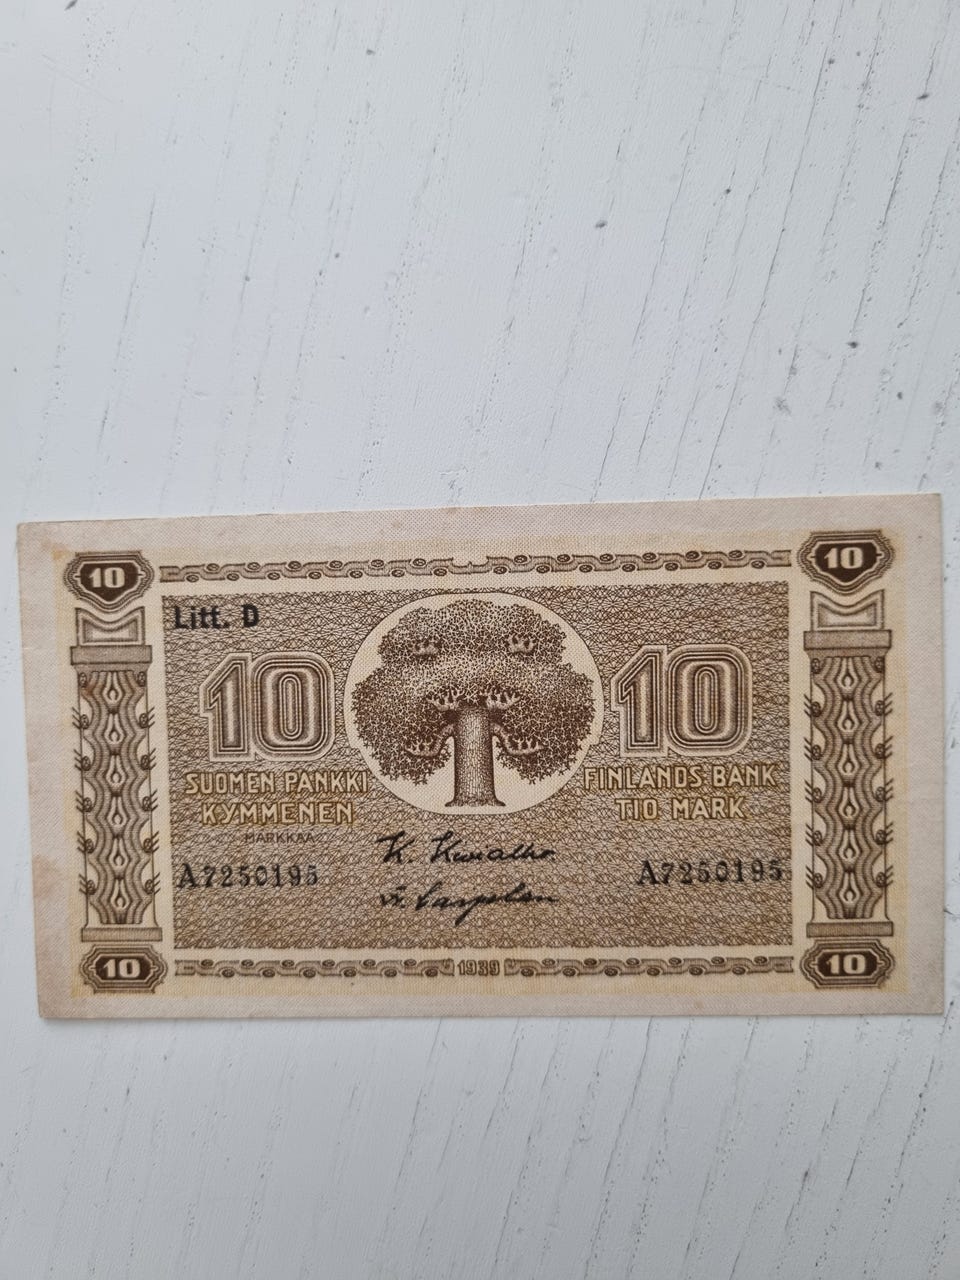 10 10
Litt. D
10 10
SUOMEN PANKKI FINLANDS BANK
KYMMENEN TIO MARK
MARKKAA
A7250195 A7250195
10 1939 10